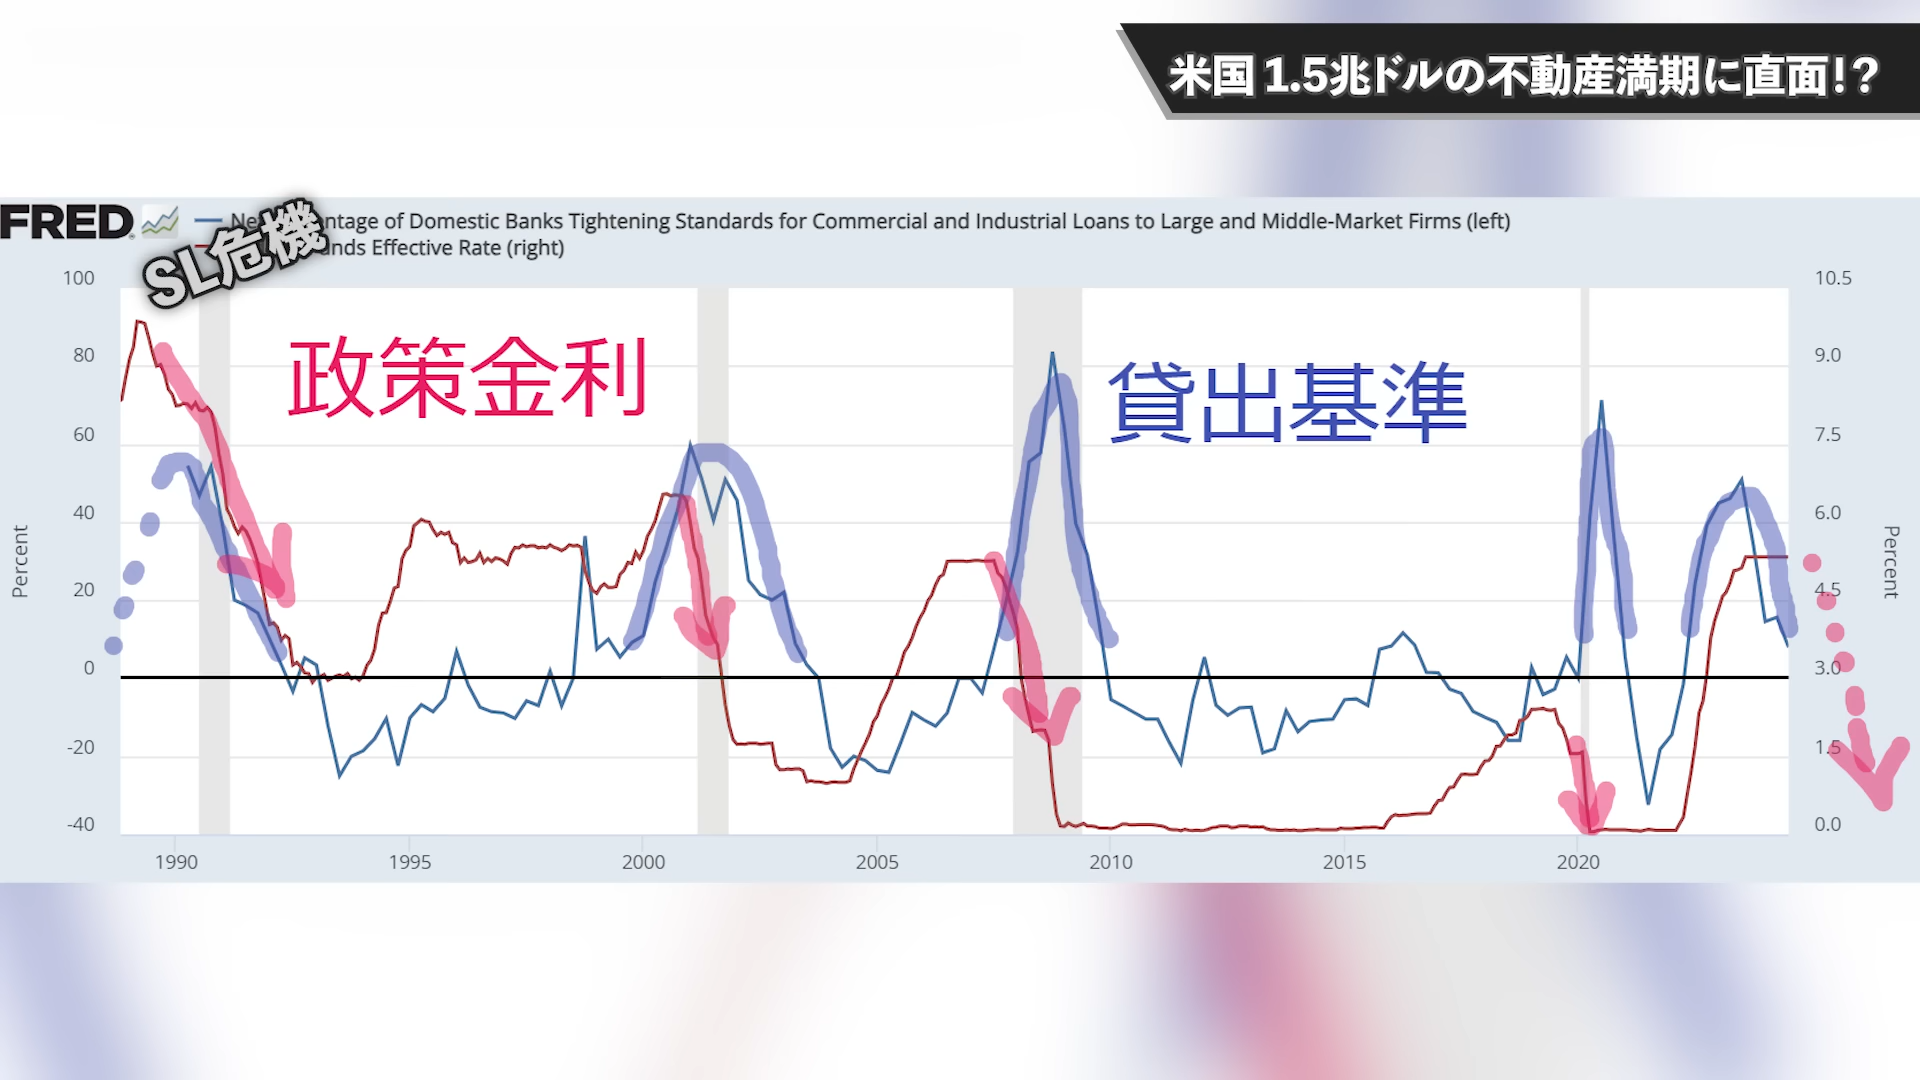 米国1.5兆ドルの不動産満期に直面!?
FRED
entage of Domestic Banks Tightening Standards for Commercial and Industrial Loans to Large and Middle-Market Firms (left)
unds Effective Rate (right)
SL危機
政策金利
貸出基準
100
80
60
40
20
0
-20
-40
Percent
10.5
9.0
7.5
6.0
4.5
3.0
1.5
0.0
Percent
1990 1995 2000 2005 2010 2015 2020